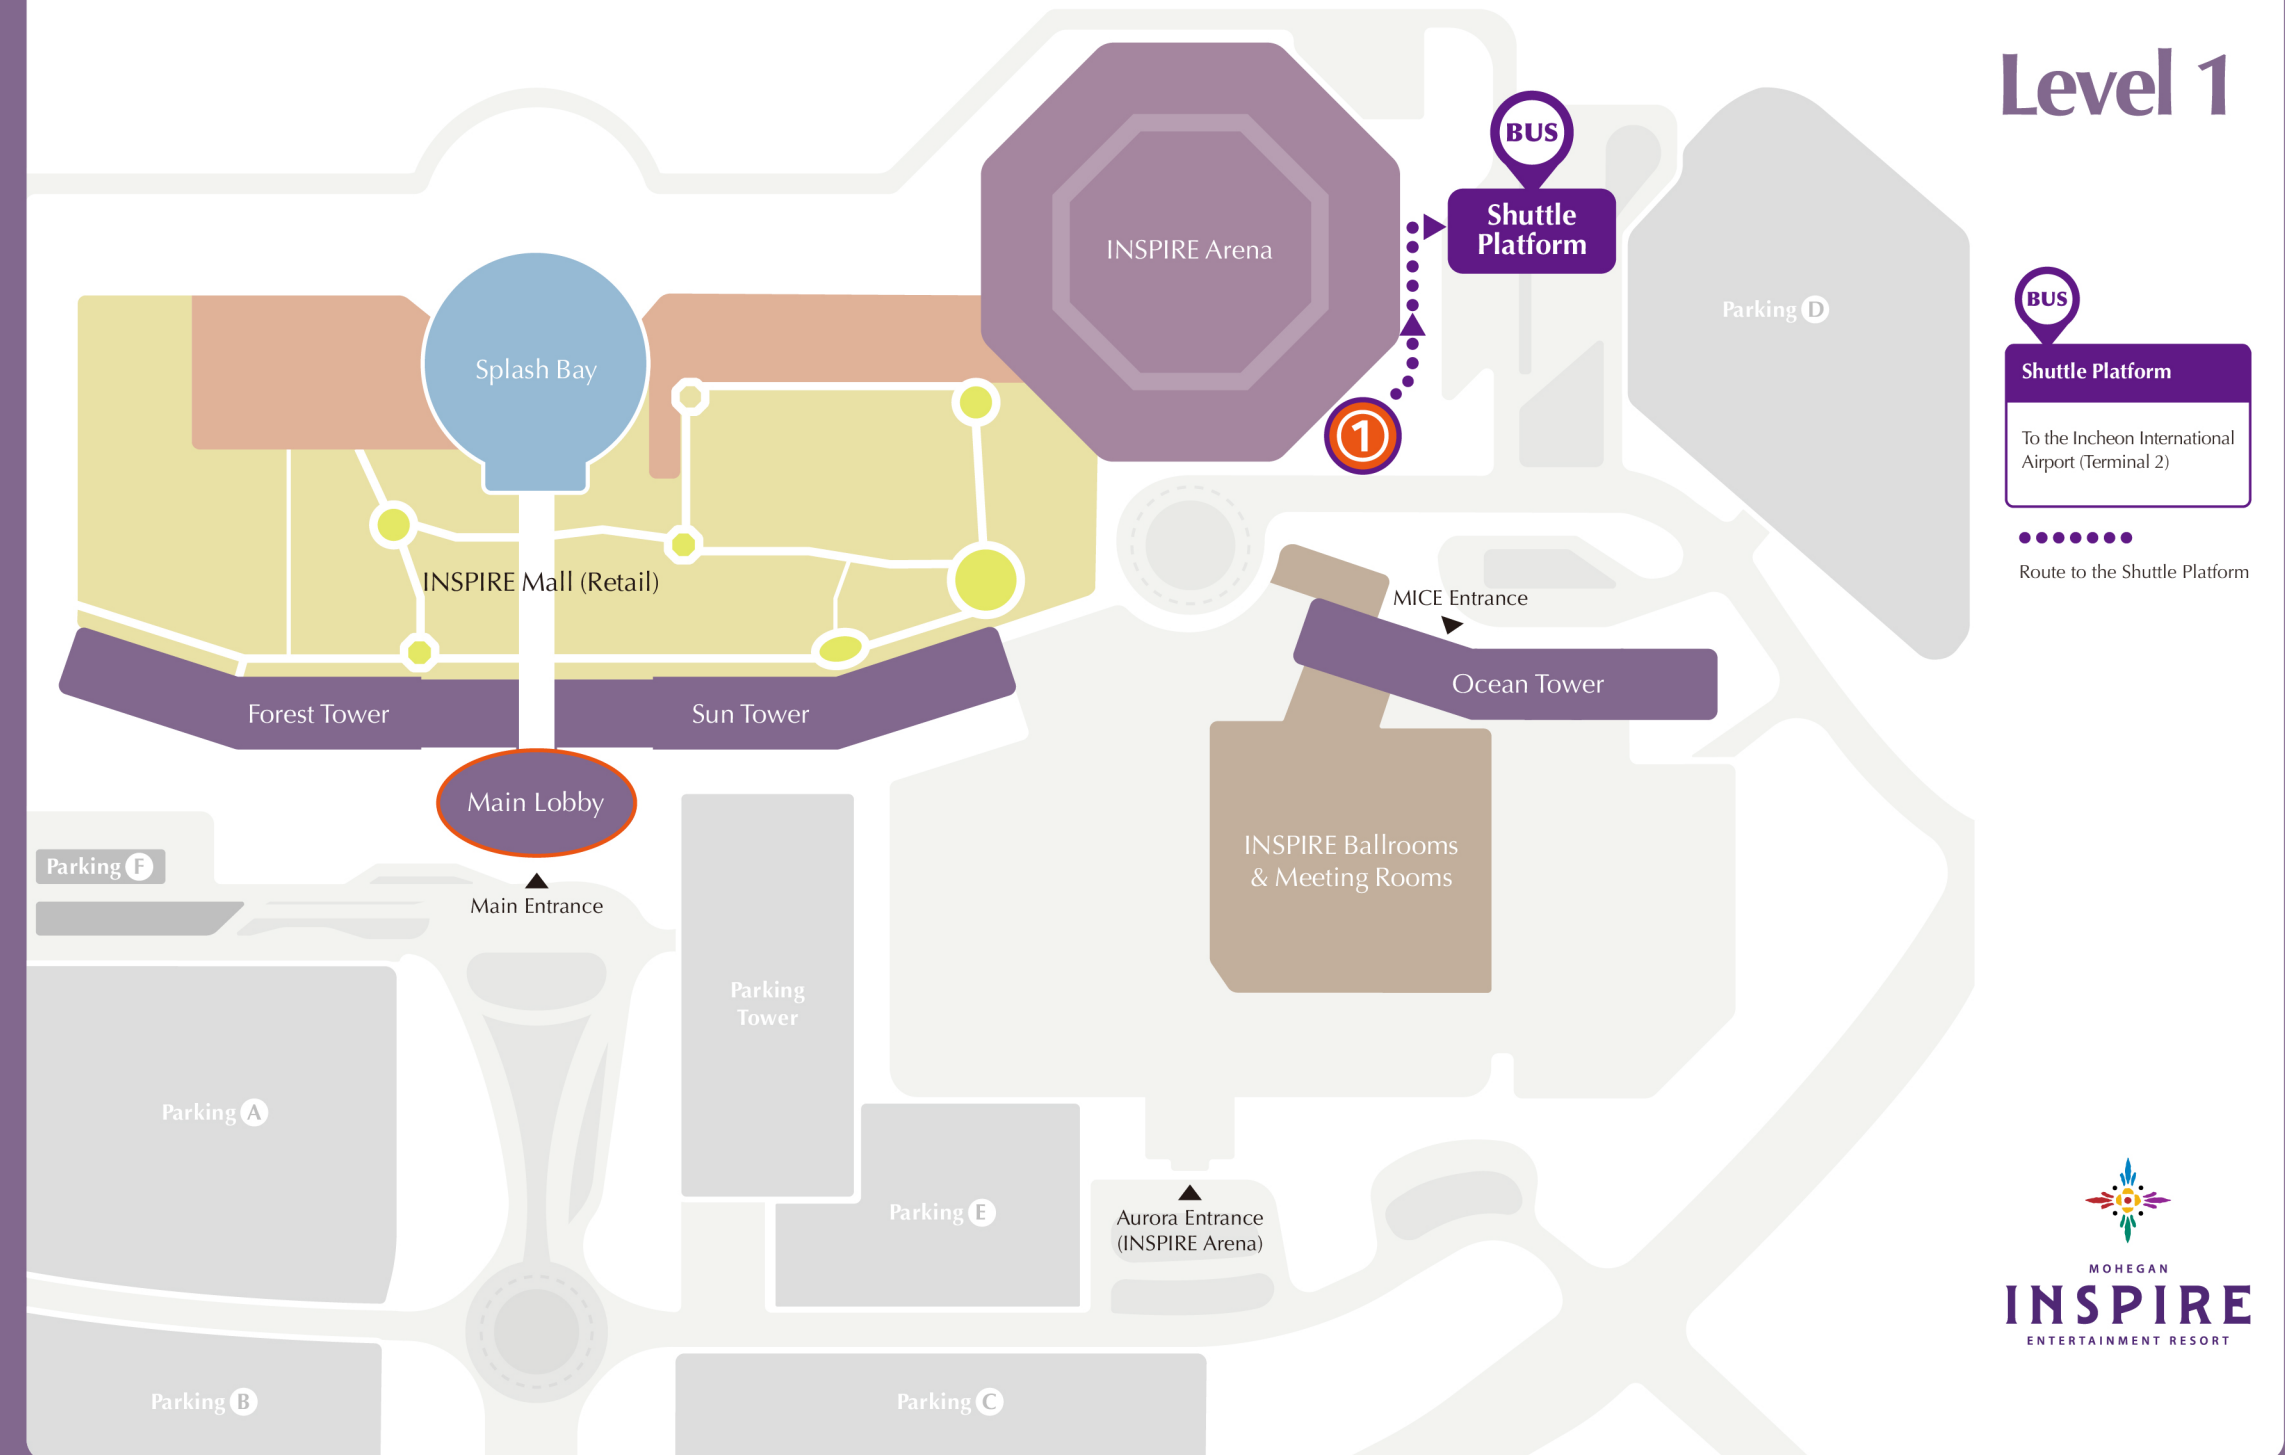 Level 1
BUS
Shuttle
Platform
INSPIRE Arena
Parking D
BUS
Shuttle Platform
To the Incheon International
Airport (Terminal 2)
Route to the Shuttle Platform
Splash Bay
1
INSPIRE Mall (Retail)
MICE Entrance
Ocean Tower
Forest Tower
Sun Tower
Main Lobby
INSPIRE Ballrooms
& Meeting Rooms
Parking F
Main Entrance
Parking
Tower
Parking A
Parking E
Aurora Entrance
(INSPIRE Arena)
Parking B
Parking C
MOHEGAN
INSPIRE
ENTERTAINMENT RESORT